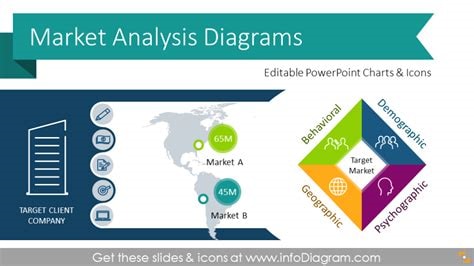 Market Analysis Diagrams
Editable PowerPoint Charts & Icons
TARGET CLIENT
COMPANY
65M
Market A
45M
Market B
Behavioral
Demographic
Target
Market
Geographic
Psychographic
Get these slides & icons at www.infoDiagram.com